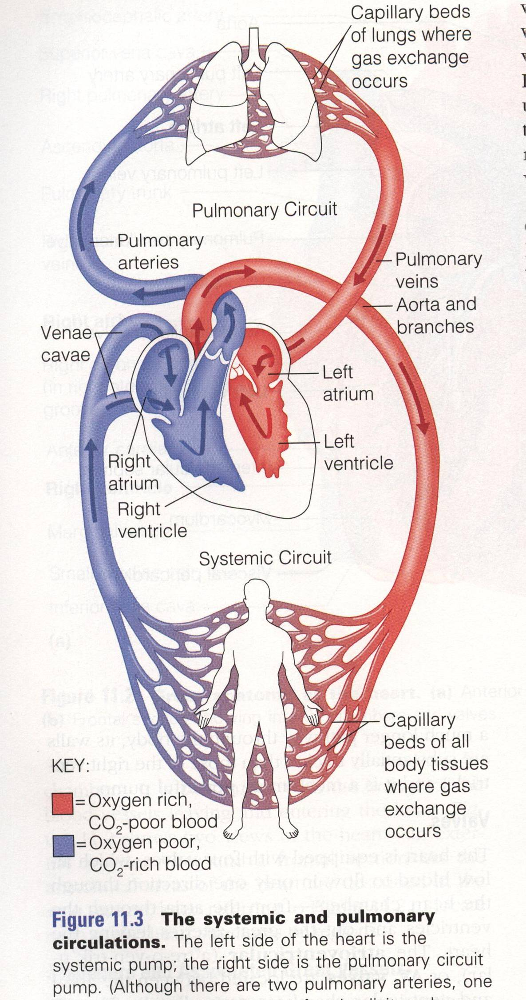 Capillary beds
of lungs where
gas exchange
occurs
Pulmonary Circuit
Pulmonary
arteries
Pulmonary
veins
Aorta and
branches
Venae
cavae
Left
atrium
Left
ventricle
Right
atrium
Right
ventricle
Systemic Circuit
Capillary
beds of all
body tissues
where gas
exchange
occurs
KEY:
= Oxygen rich,
CO₂-poor blood
= Oxygen poor,
CO₂-rich blood
Figure 11.3 The systemic and pulmonary
circulations. The left side of the heart is the
systemic pump; the right side is the pulmonary circuit
pump. (Although there are two pulmonary arteries, one